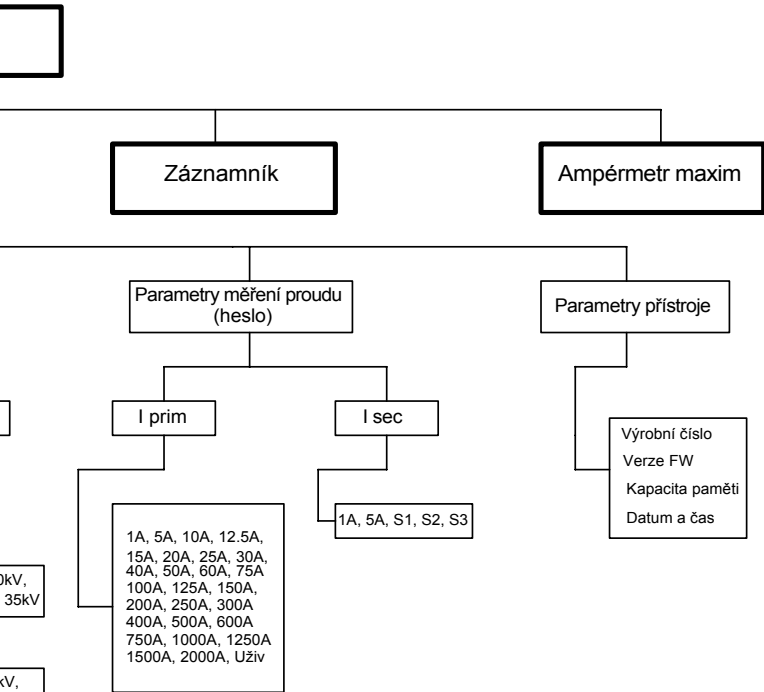 Záznamník
Ampérmetr maxim
Parametry měření proudu
(heslo)
Parametry přístroje
I prim
I sec
Výrobní číslo
Verze FW
Kapacita paměti
Datum a čas
1A, 5A, S1, S2, S3
1A, 5A, 10A, 12.5A,
15A, 20A, 25A, 30A,
40A, 50A, 60A, 75A
100A, 125A, 150A,
200A, 250A, 300A
400A, 500A, 600A
750A, 1000A, 1250A
1500A, 2000A, Uživ
0kV,
35kV
kV,